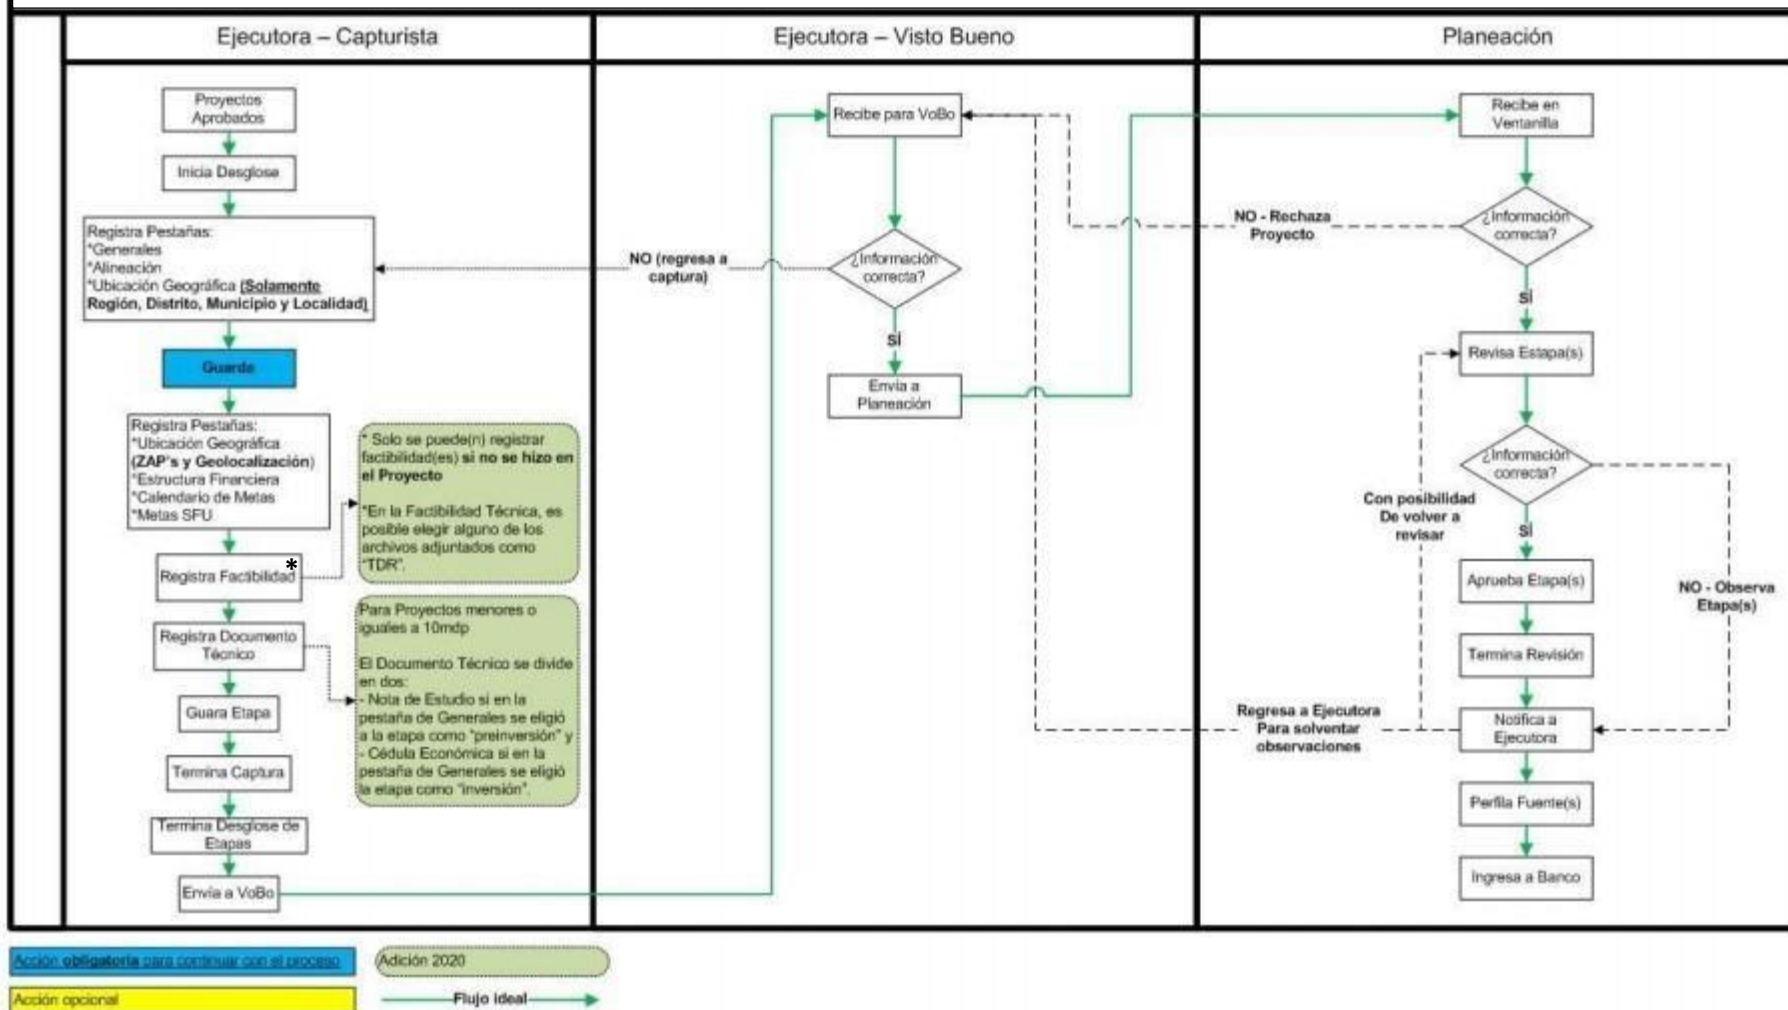 Ejecutora – Capturista
Ejecutora – Visto Bueno
Planeación
Proyectos
Aprobados
Inicia Desglose
Registra Pestañas:
*Generales
*Alineación
*Ubicación Geográfica (Solamente
Región, Distrito, Municipio y Localidad)
Guarda
Registra Pestañas:
*Ubicación Geográfica
(ZAP's y Geolocalización)
*Estructura Financiera
*Calendario de Metas
*Metas SFU
Registra Factibilidad*
* Solo se puede(n) registrar
factibilidad(es) si no se hizo en
el Proyecto
*En la Factibilidad Técnica, es
posible elegir alguno de los
archivos adjuntados como
"TDR".
Registra Documento
Técnico
Para Proyectos menores o
iguales a 10mdp
El Documento Técnico se divide
en dos:
- Nota de Estudio si en la
pestaña de Generales se eligió
a la etapa como "preinversión" y
- Cédula Económica si en la
pestaña de Generales se eligió
la etapa como "inversión".
Guara Etapa
Termina Captura
Termina Desglose de
Etapas
Envía a VoBo
Recibe para VoBo
¿Información
correcta?
NO (regresa a
captura)
SÍ
Envía a
Planeación
Recibe en
Ventanilla
¿Información
correcta?
NO - Rechaza
Proyecto
SÍ
Revisa Estapa(s)
¿Información
correcta?
Con posibilidad
De volver a
revisar
SÍ
Aprueba Etapa(s)
NO - Observa
Etapa(s)
Termina Revisión
Notifica a
Ejecutora
Regresa a Ejecutora
Para solventar
observaciones
Perfila Fuente(s)
Ingresa a Banco
Acción obligatoria para continuar con el proceso
Adición 2020
Acción opcional
Flujo ideal